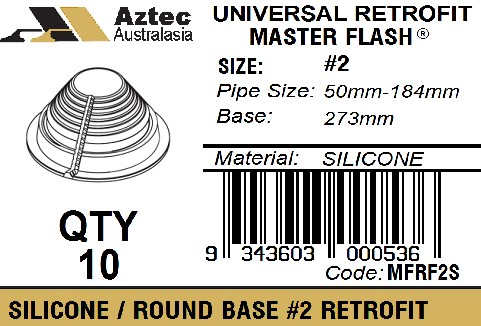 Aztec
Australasia
UNIVERSAL RETROFIT
MASTER FLASH®
SIZE: #2
Pipe Size: 50mm-184mm
Base: 273mm
Material: SILICONE
QTY
10
9 343603 000536
Code: MFRF2S
SILICONE / ROUND BASE #2 RETROFIT